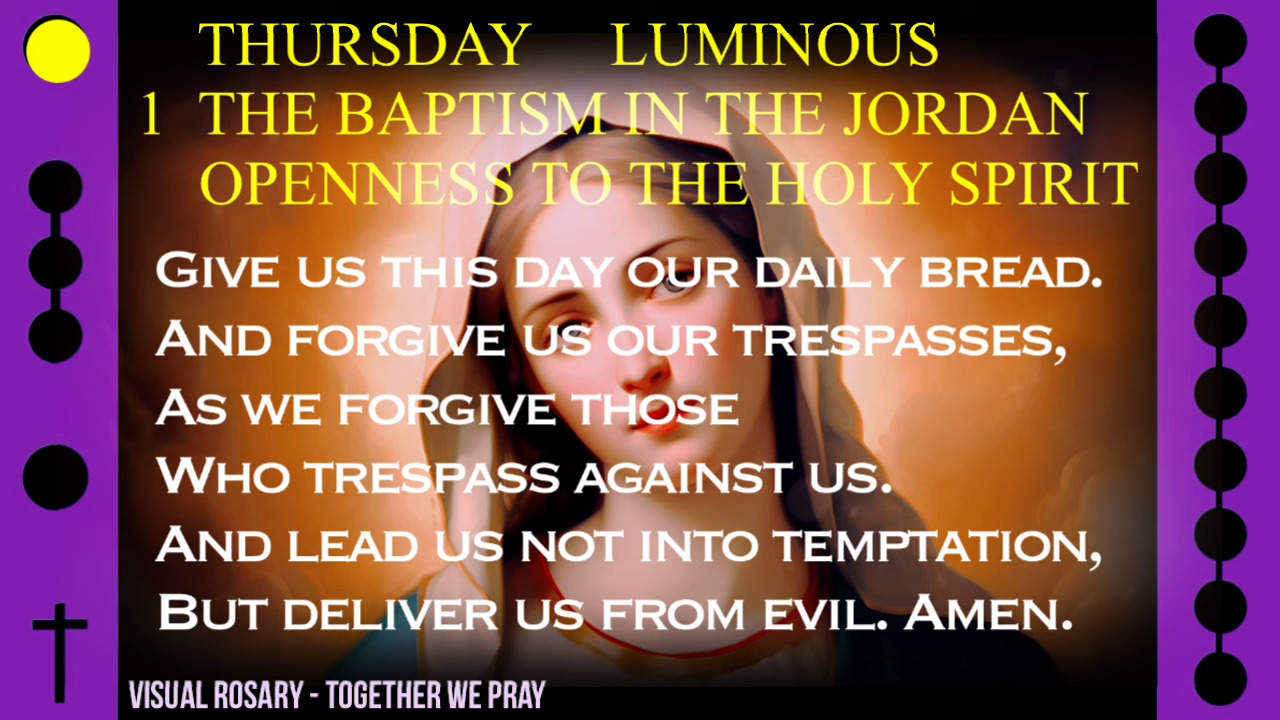 THURSDAY LUMINOUS
1 THE BAPTISM IN THE JORDAN
OPENNESS TO THE HOLY SPIRIT
GIVE US THIS DAY OUR DAILY BREAD.
AND FORGIVE US OUR TRESPASSES,
AS WE FORGIVE THOSE
WHO TRESPASS AGAINST US.
AND LEAD US NOT INTO TEMPTATION,
BUT DELIVER US FROM EVIL. AMEN.
VISUAL ROSARY - TOGETHER WE PRAY